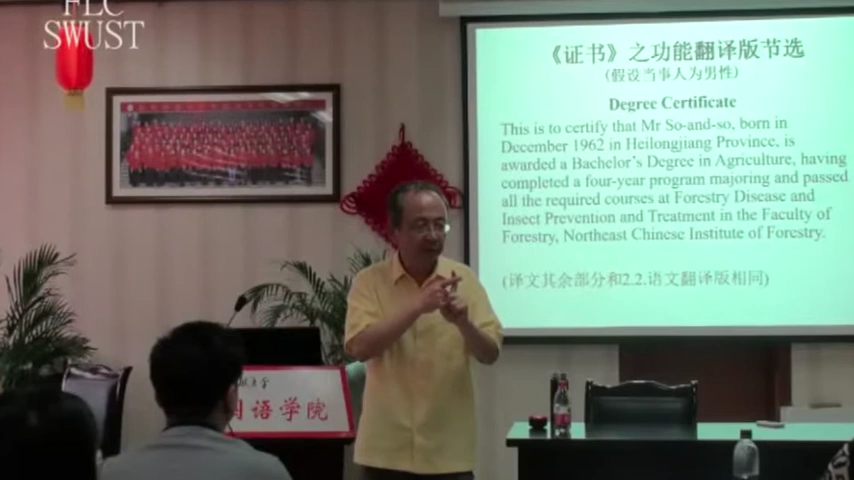 FLC
SWUST
《证书》之功能翻译版节选
(假设当事人为男性)
Degree Certificate
This is to certify that Mr So-and-so, born in
December 1962 in Heilongjiang Province, is
awarded a Bachelor's Degree in Agriculture, having
completed a four-year program majoring and passed
all the required courses at Forestry Disease and
Insect Prevention and Treatment in the Faculty of
Forestry, Northeast Chinese Institute of Forestry.
(译文其余部分和2.2.语文翻译版相同)
国语学院